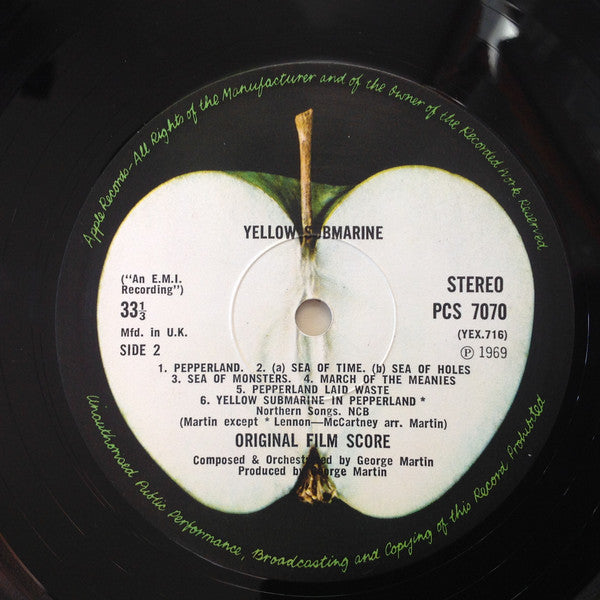 Apple Records-All Rights of the Manufacturer and of the Owner of the Recorded Work Reserved
YELLOW SUBMARINE
("An E.M.I.
Recording")
33⅓
Mfd. in U.K.
SIDE 2
STEREO
PCS 7070
(YEX.716)
Ⓟ 1969
1. PEPPERLAND. 2. (a) SEA OF TIME. (b) SEA OF HOLES
3. SEA OF MONSTERS. 4. MARCH OF THE MEANIES
5. PEPPERLAND LAID WASTE
6. YELLOW SUBMARINE IN PEPPERLAND *
Northern Songs. NCB
(Martin except * Lennon—McCartney arr. Martin)
ORIGINAL FILM SCORE
Composed & Orchestrated by George Martin
Produced by George Martin
Unauthorised Public Performance, Broadcasting and Copying of this Record Prohibited